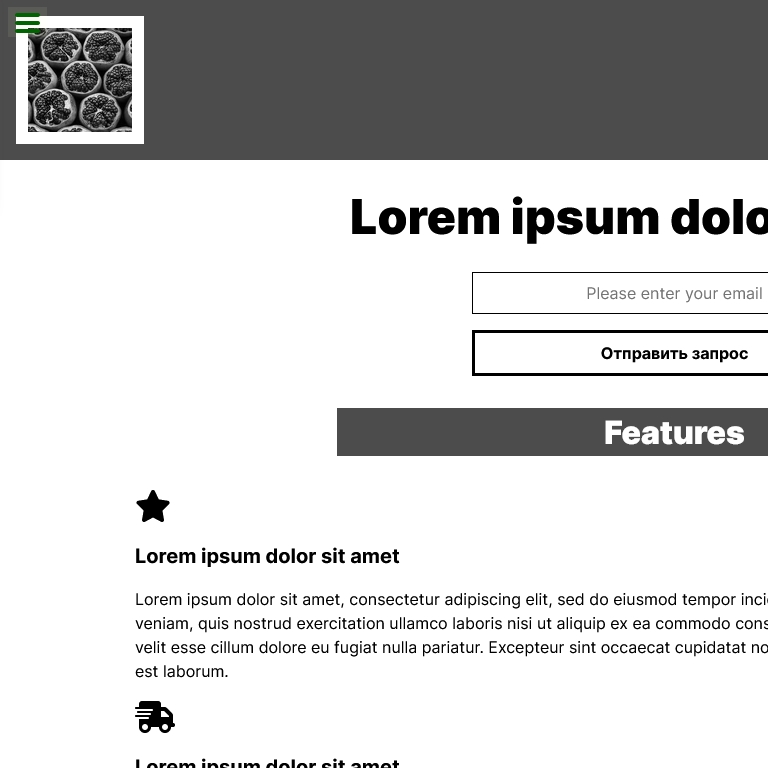 Lorem ipsum dolo
Please enter your email
Отправить запрос
Features
Lorem ipsum dolor sit amet
Lorem ipsum dolor sit amet, consectetur adipiscing elit, sed do eiusmod tempor inci
veniam, quis nostrud exercitation ullamco laboris nisi ut aliquip ex ea commodo cons
velit esse cillum dolore eu fugiat nulla pariatur. Excepteur sint occaecat cupidatat no
est laborum.
Lorem ipsum dolor sit amet